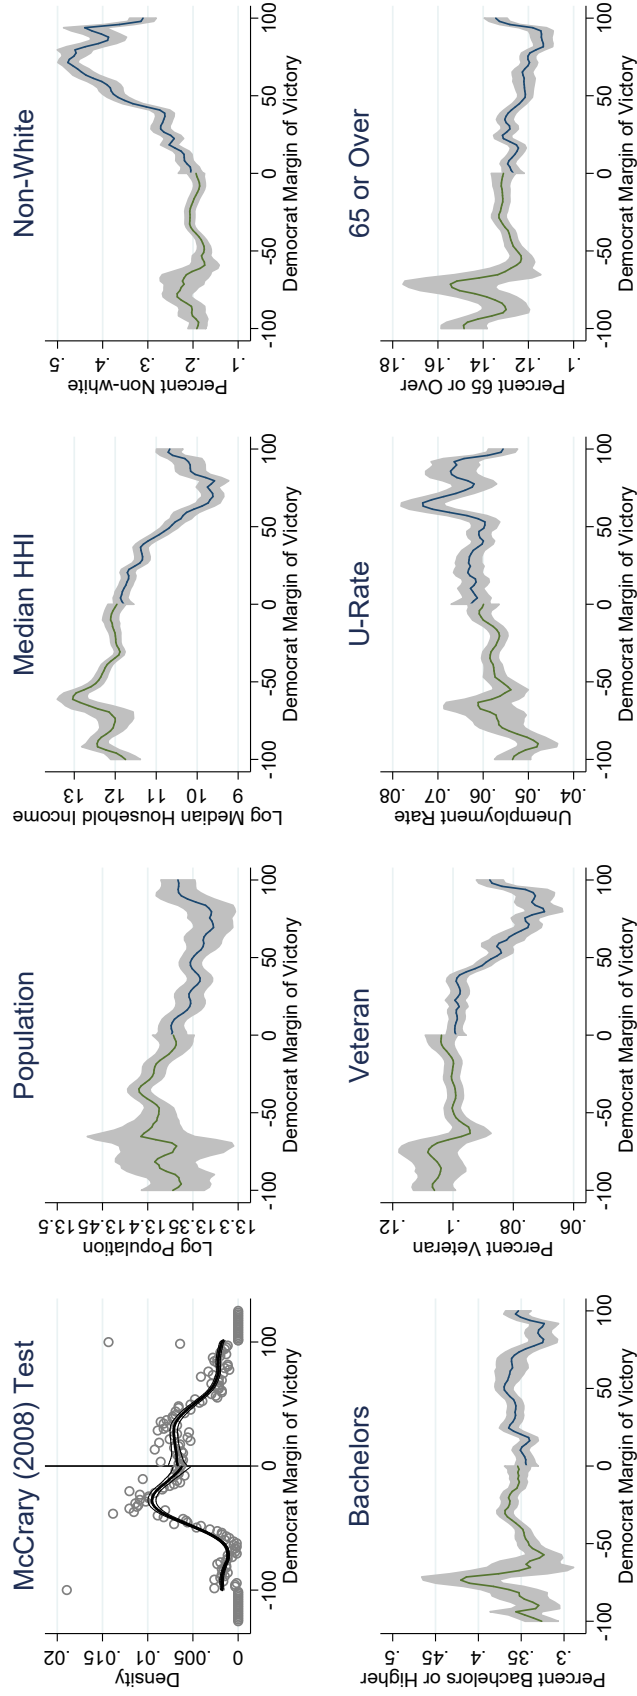 McCrary (2008) Test
Density
.02
.015
.01
.005
0
-100 0 100
Democrat Margin of Victory
Population
Log Population
13.5
13.45
13.4
13.35
13.3
-100 -50 0 50 100
Democrat Margin of Victory
Median HHI
Log Median Household Income
13
12
11
10
9
-100 -50 0 50 100
Democrat Margin of Victory
Non-White
Percent Non-white
.5
.4
.3
.2
.1
-100 -50 0 50 100
Democrat Margin of Victory
Bachelors
Percent Bachelors or Higher
.5
.45
.4
.35
.3
-100 -50 0 50 100
Democrat Margin of Victory
Veteran
Percent Veteran
.12
.1
.08
.06
-100 -50 0 50 100
Democrat Margin of Victory
U-Rate
Unemployment Rate
.08
.07
.06
.05
.04
-100 -50 0 50 100
Democrat Margin of Victory
65 or Over
Percent 65 or Over
.18
.16
.14
.12
.1
-100 -50 0 50 100
Democrat Margin of Victory